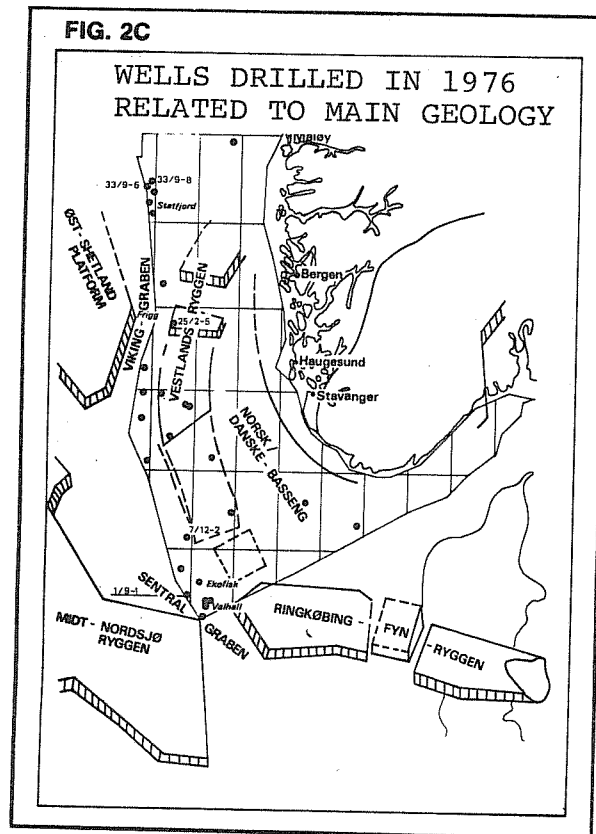 FIG. 2C
WELLS DRILLED IN 1976
RELATED TO MAIN GEOLOGY
Måløy
33/9-6
33/9-8
Statfjord
ØST-SHETLAND
PLATFORM
VIKING-GRABEN
Bergen
Frigg
25/2-5
VESTLANDS RYGGEN
Haugesund
Stavanger
NORSK/
DANSKE-BASSENG
7/12-2
Ekofisk
1/9-1
Valhall
SENTRAL
GRABEN
MIDT-NORDSJØ
RYGGEN
RINGKØBING-
FYN
-RYGGEN